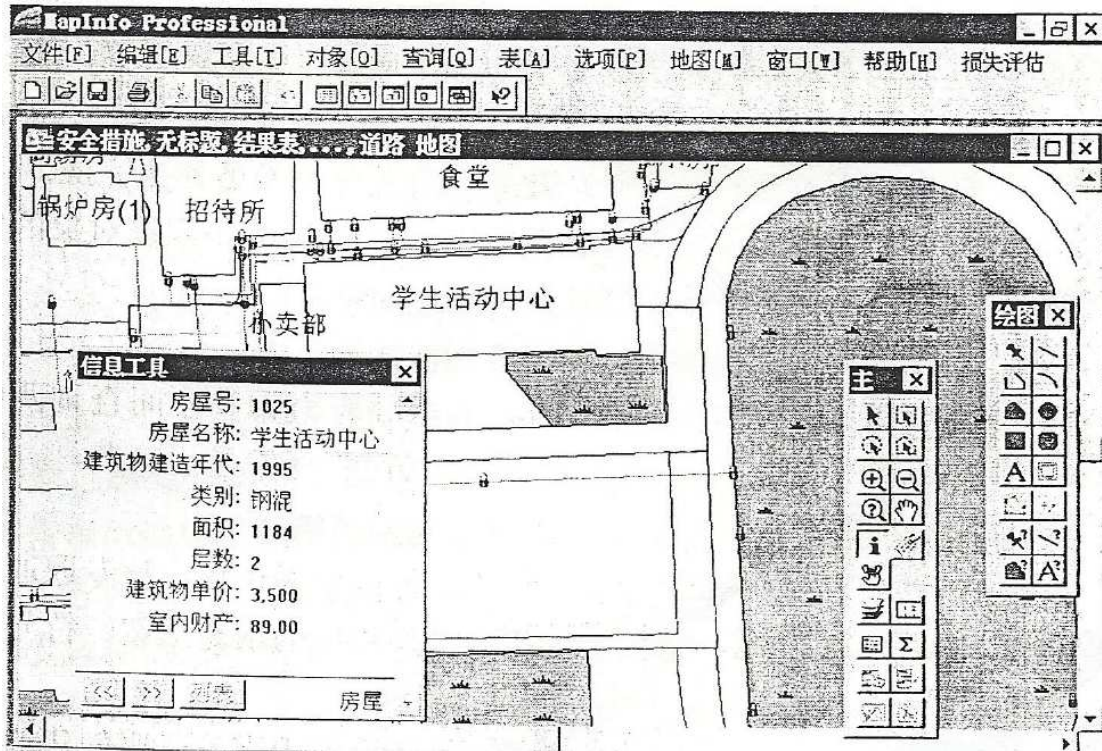 MapInfo Professional
文件[F] 编辑[E] 工具[T] 对象[O] 查询[Q] 表[A] 选项[P] 地图[M] 窗口[W] 帮助[H] 损失评估
安全措施,无标题,结果表,....,道路 地图
食堂
锅炉房(1)
招待所
学生活动中心
小卖部
绘图
主
信息工具
房屋号: 1025
房屋名称: 学生活动中心
建筑物建造年代: 1995
类别: 钢混
面积: 1184
层数: 2
建筑物单价: 3,500
室内财产: 89.00
<< >> 列表 房屋